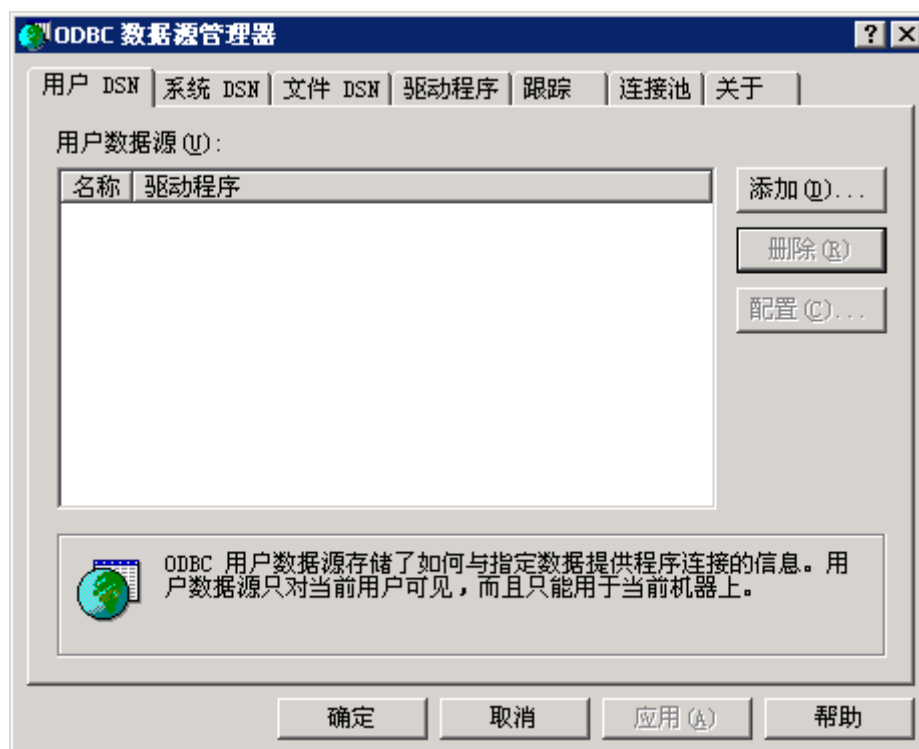 ODBC 数据源管理器
用户 DSN 系统 DSN 文件 DSN 驱动程序 跟踪 连接池 关于
用户数据源(U):
名称 驱动程序
添加(D)...
删除(R)
配置(C)...
ODBC 用户数据源存储了如何与指定数据提供程序连接的信息。用
户数据源只对当前用户可见，而且只能用于当前机器上。
确定 取消 应用(A) 帮助